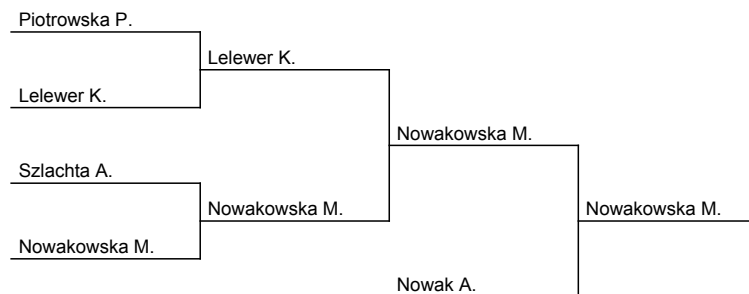 Piotrowska P.
Lelewer K.
Lelewer K.
Nowakowska M.
Szlachta A.
Nowakowska M.
Nowakowska M.
Nowakowska M.
Nowak A.